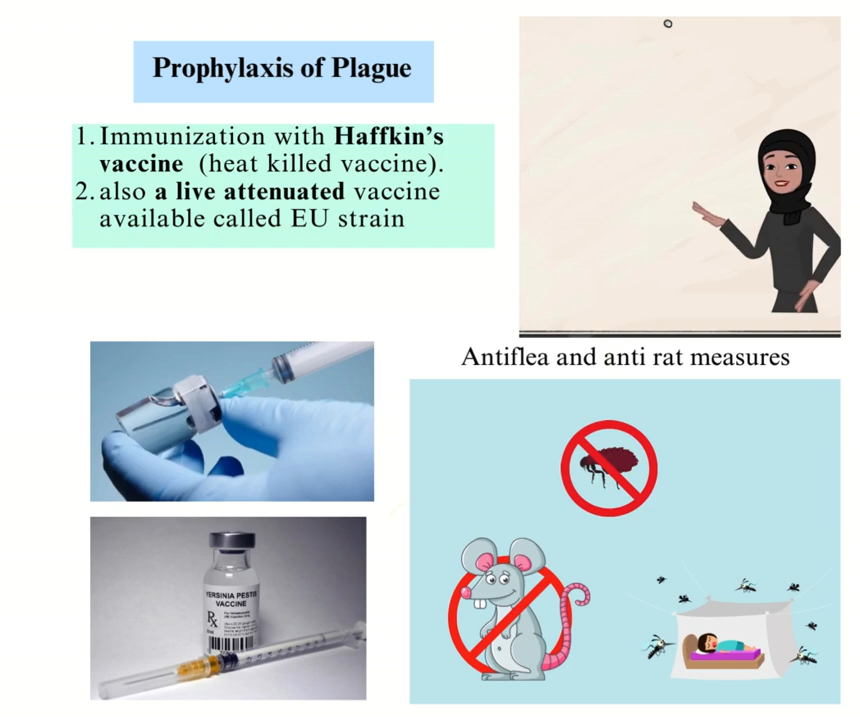 Prophylaxis of Plague
1. Immunization with Haffkin's
vaccine (heat killed vaccine).
2. also a live attenuated vaccine
available called EU strain
Antiflea and anti rat measures
YERSINIA PESTIS
VACCINE
Rx